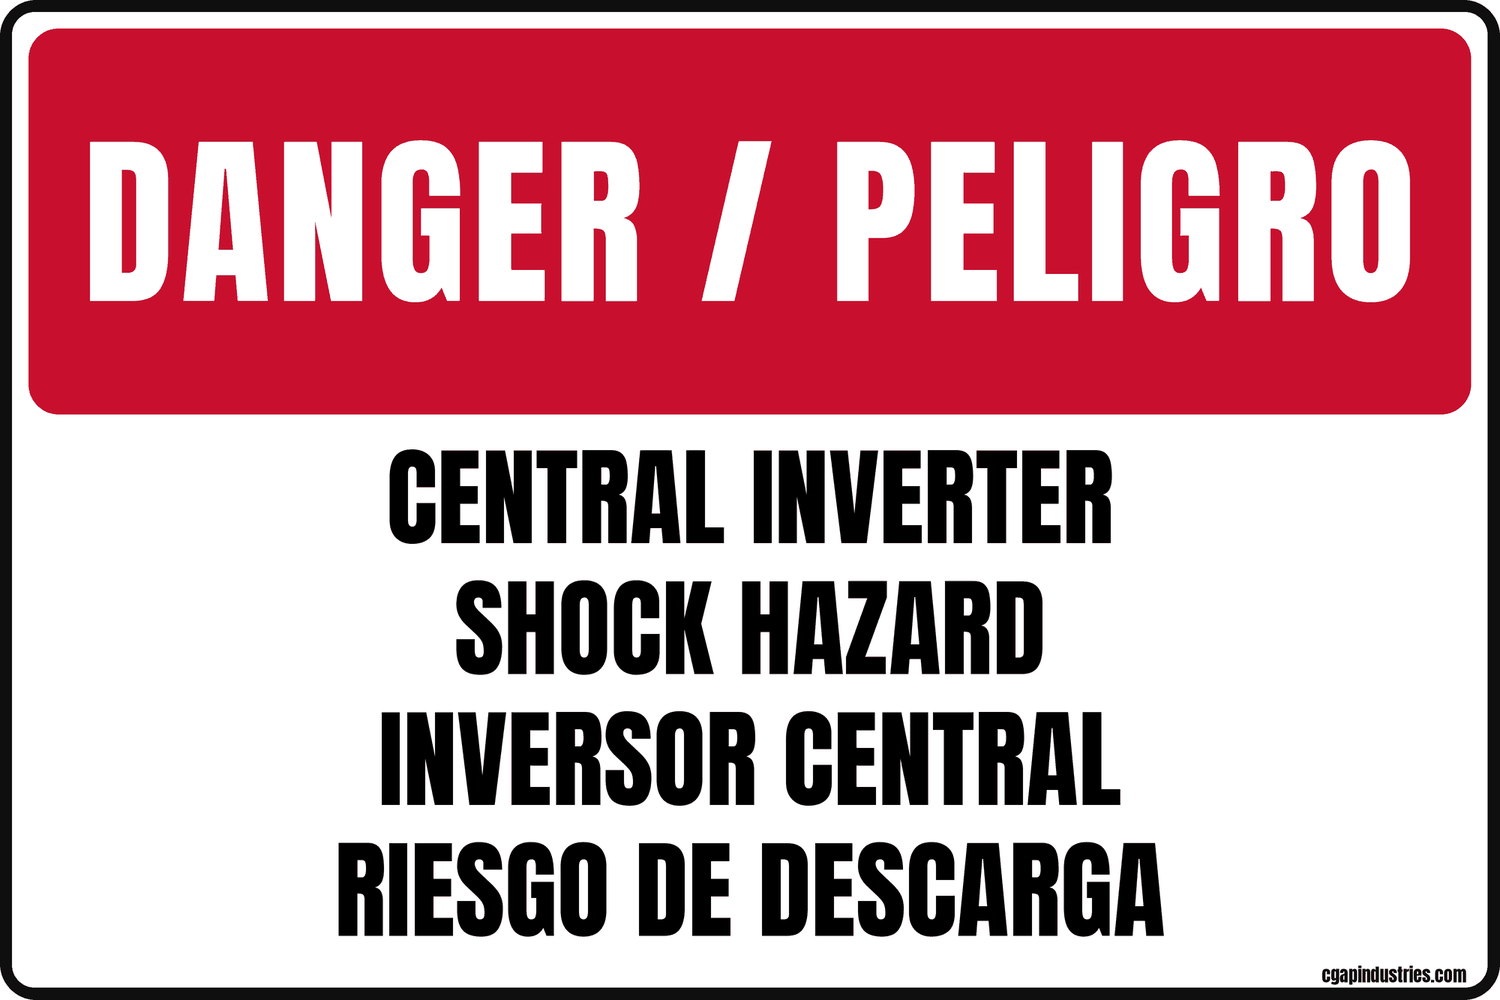 DANGER / PELIGRO
CENTRAL INVERTER
SHOCK HAZARD
INVERSOR CENTRAL
RIESGO DE DESCARGA
cgapindustries.com